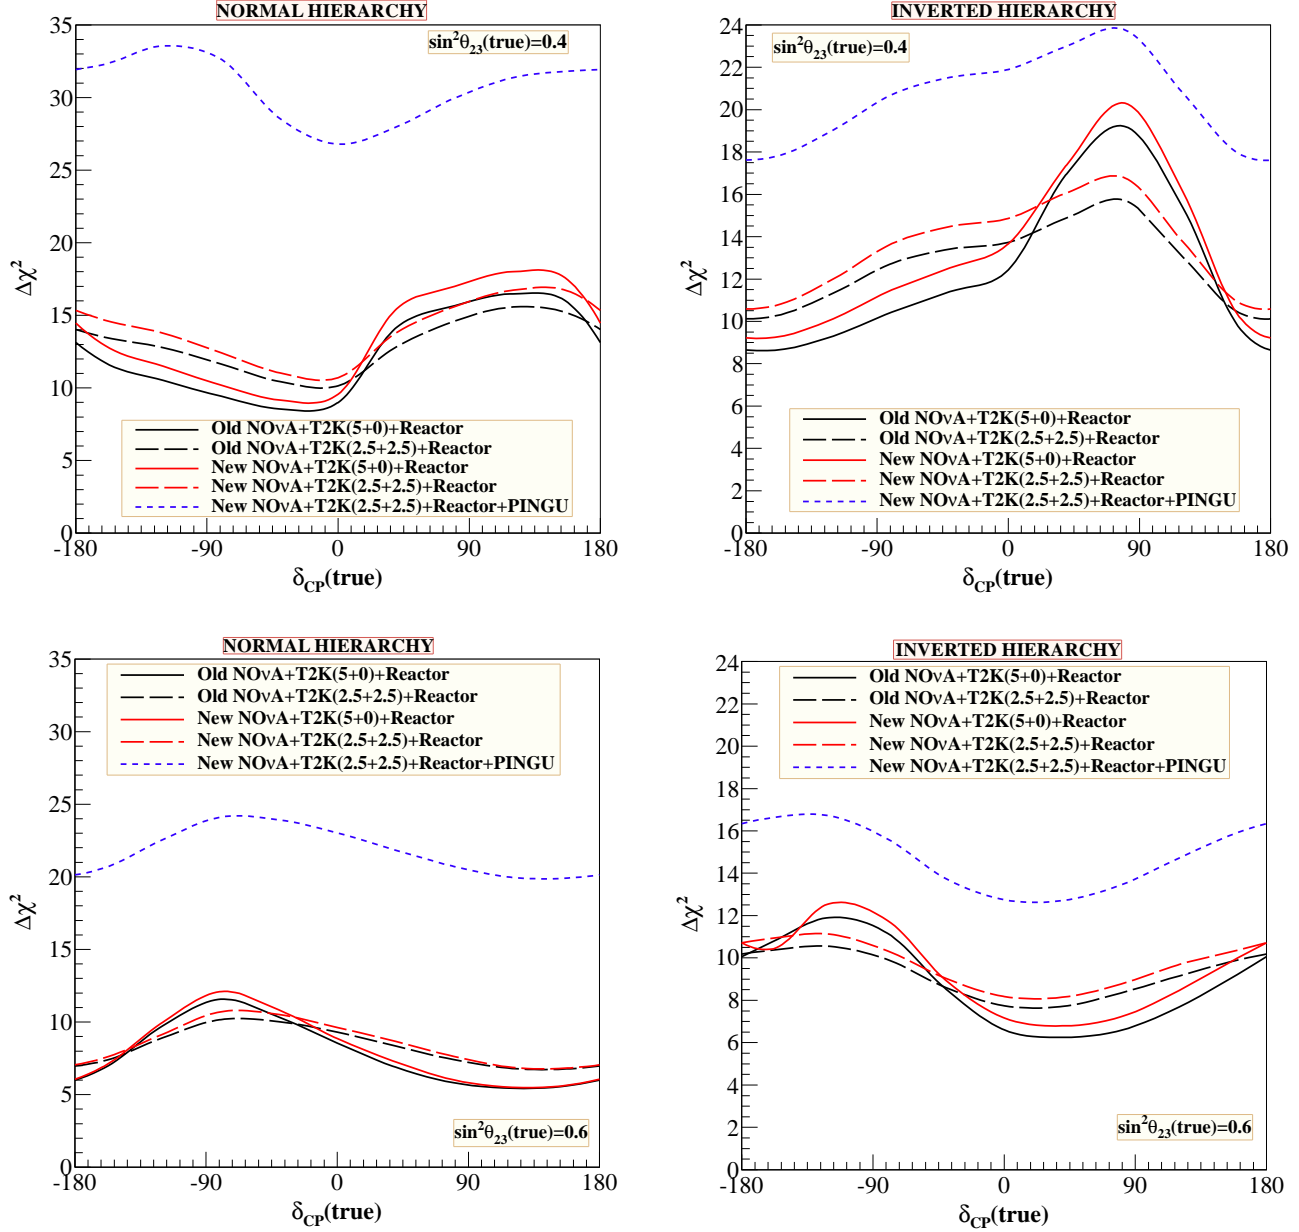 NORMAL HIERARCHY
sin²θ₂₃(true)=0.4
35
30
25
20
15
10
5
0
Δχ²
Old NOνA+T2K(5+0)+Reactor
Old NOνA+T2K(2.5+2.5)+Reactor
New NOνA+T2K(5+0)+Reactor
New NOνA+T2K(2.5+2.5)+Reactor
New NOνA+T2K(2.5+2.5)+Reactor+PINGU
-180 -90 0 90 180
δCP(true)
INVERTED HIERARCHY
sin²θ₂₃(true)=0.4
24
22
20
18
16
14
12
10
8
6
4
2
0
Δχ²
Old NOνA+T2K(5+0)+Reactor
Old NOνA+T2K(2.5+2.5)+Reactor
New NOνA+T2K(5+0)+Reactor
New NOνA+T2K(2.5+2.5)+Reactor
New NOνA+T2K(2.5+2.5)+Reactor+PINGU
-180 -90 0 90 180
δCP(true)
NORMAL HIERARCHY
Old NOνA+T2K(5+0)+Reactor
Old NOνA+T2K(2.5+2.5)+Reactor
New NOνA+T2K(5+0)+Reactor
New NOνA+T2K(2.5+2.5)+Reactor
New NOνA+T2K(2.5+2.5)+Reactor+PINGU
35
30
25
20
15
10
5
0
Δχ²
sin²θ₂₃(true)=0.6
-180 -90 0 90 180
δCP(true)
INVERTED HIERARCHY
Old NOνA+T2K(5+0)+Reactor
Old NOνA+T2K(2.5+2.5)+Reactor
New NOνA+T2K(5+0)+Reactor
New NOνA+T2K(2.5+2.5)+Reactor
New NOνA+T2K(2.5+2.5)+Reactor+PINGU
24
22
20
18
16
14
12
10
8
6
4
2
0
Δχ²
sin²θ₂₃(true)=0.6
-180 -90 0 90 180
δCP(true)